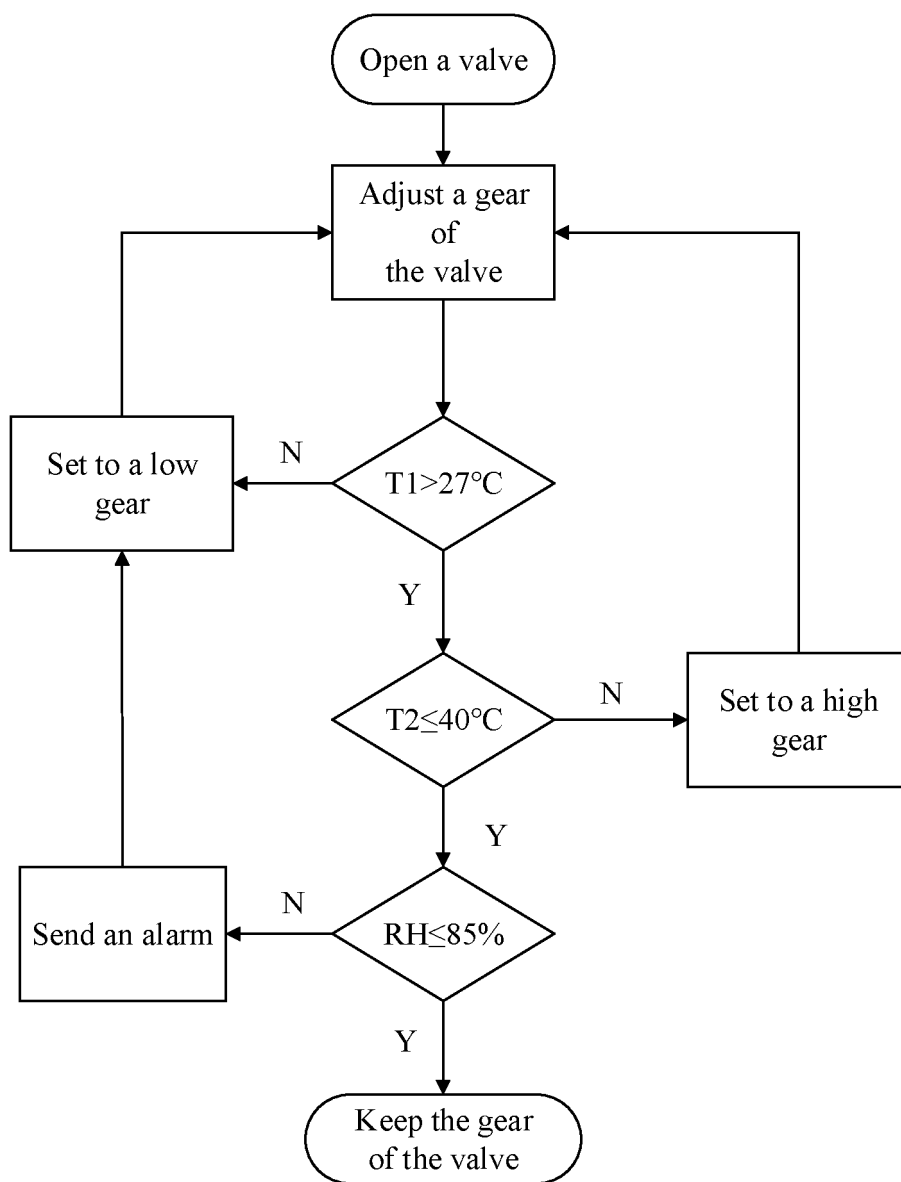 Open a valve
Adjust a gear
of
the valve
Set to a low
gear
N
T1>27°C
Y
T2≤40°C
N
Set to a high
gear
Y
Send an alarm
N
RH≤85%
Y
Keep the gear
of the valve